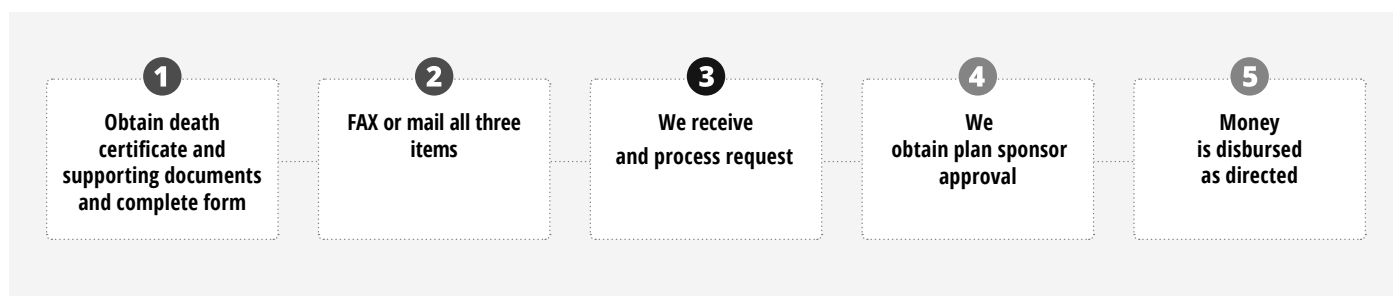 1
Obtain death
certificate and
supporting documents
and complete form
2
FAX or mail all three
items
3
We receive
and process request
4
We
obtain plan sponsor
approval
5
Money
is disbursed
as directed